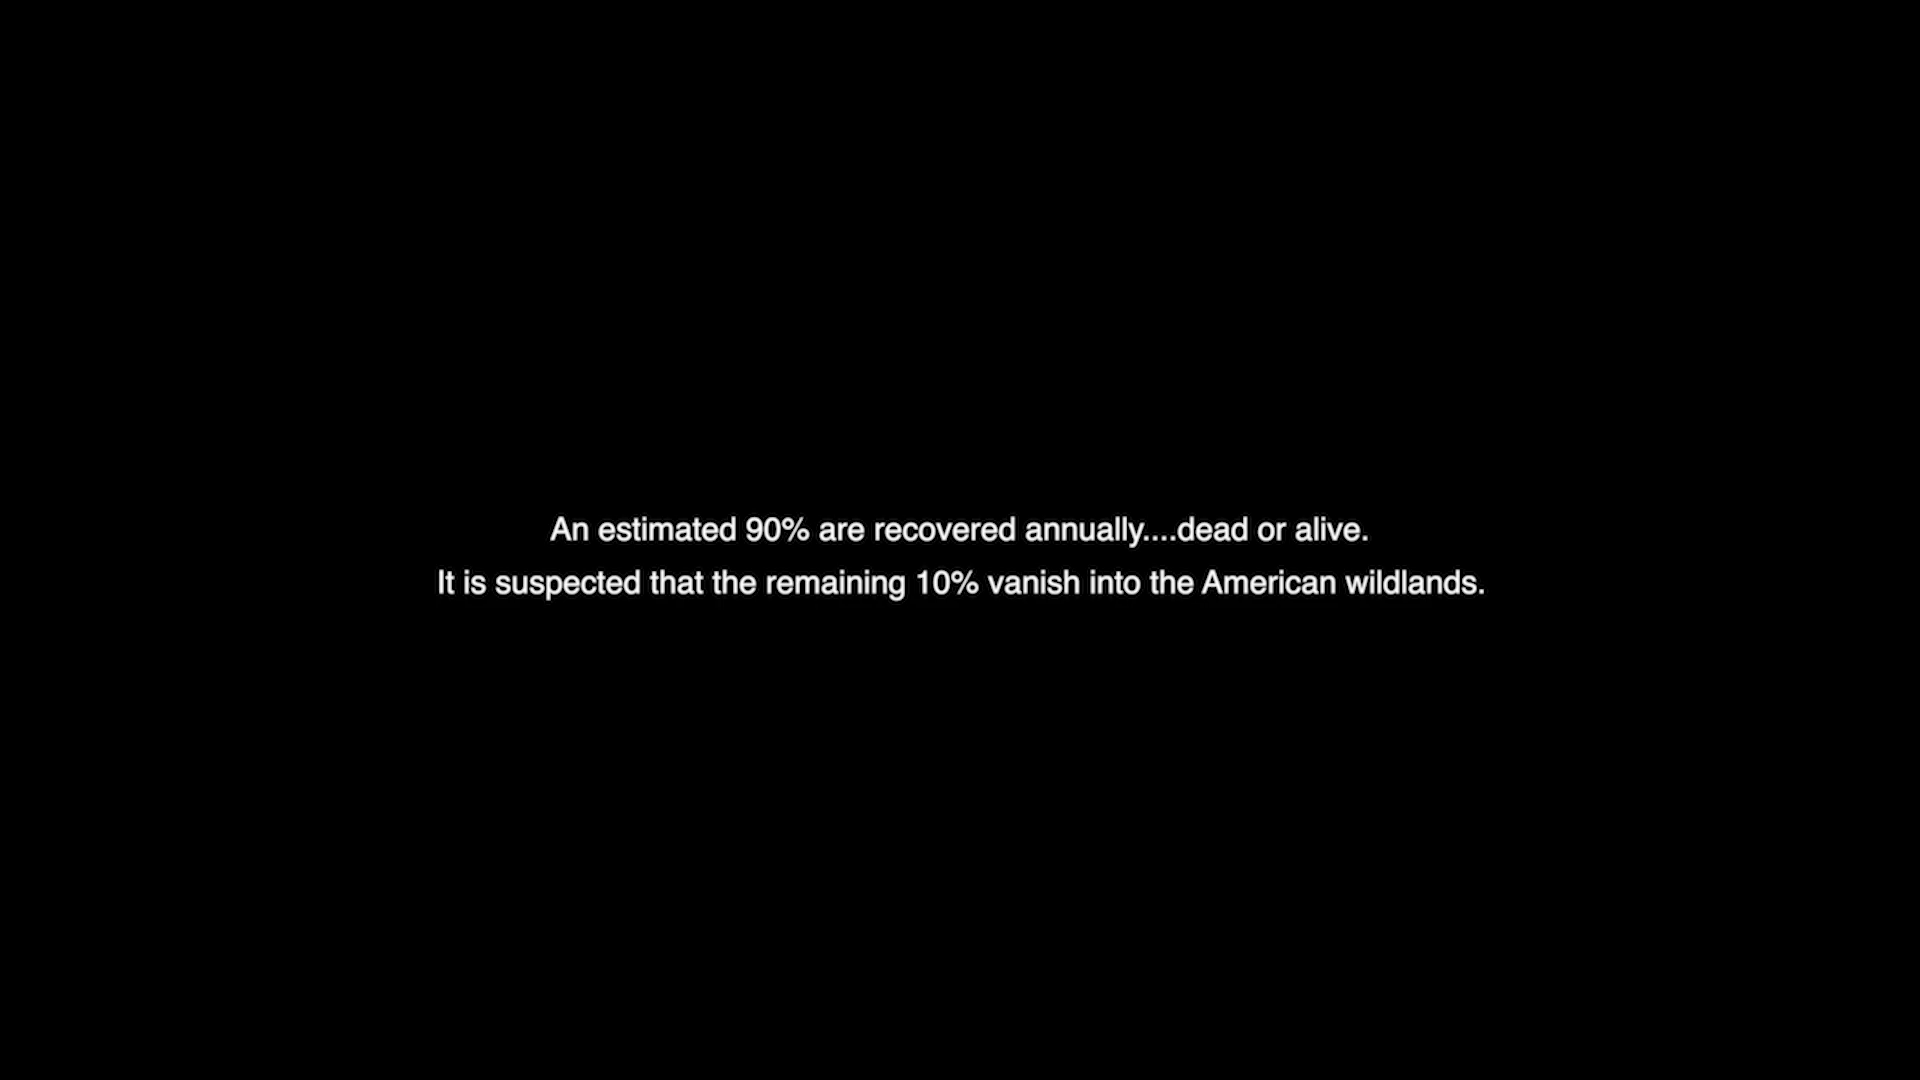 An estimated 90% are recovered annually....dead or alive.
It is suspected that the remaining 10% vanish into the American wildlands.